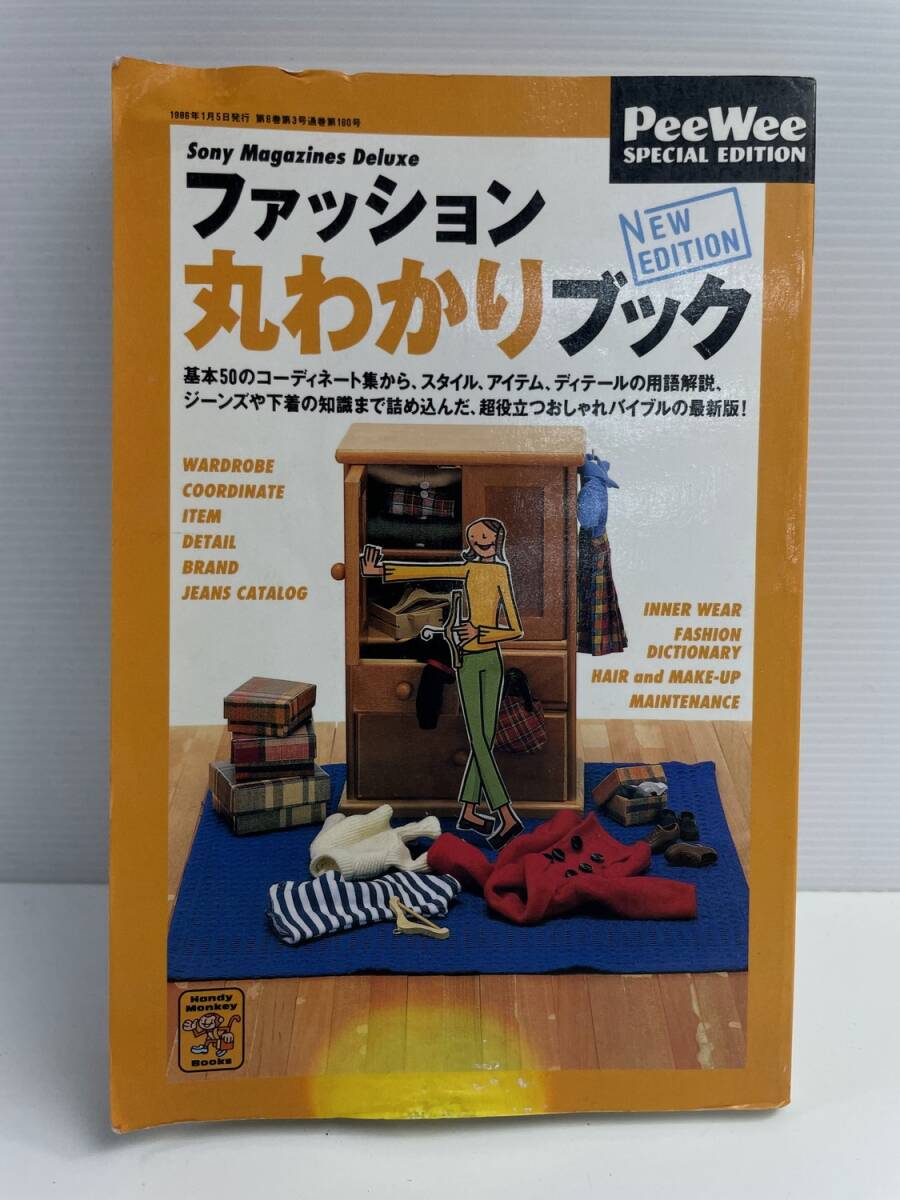 1996年1月5日発行 第8巻第3号通巻第180号
PeeWee
SPECIAL EDITION
Sony Magazines Deluxe
ファッション
丸わかりブック
NEW
EDITION
基本50のコーディネート集から、スタイル、アイテム、ディテールの用語解説、
ジーンズや下着の知識まで詰め込んだ、超役立つおしゃれバイブルの最新版!
WARDROBE
COORDINATE
ITEM
DETAIL
BRAND
JEANS CATALOG
INNER WEAR
FASHION
DICTIONARY
HAIR and MAKE-UP
MAINTENANCE
Handy
Monkey
Books